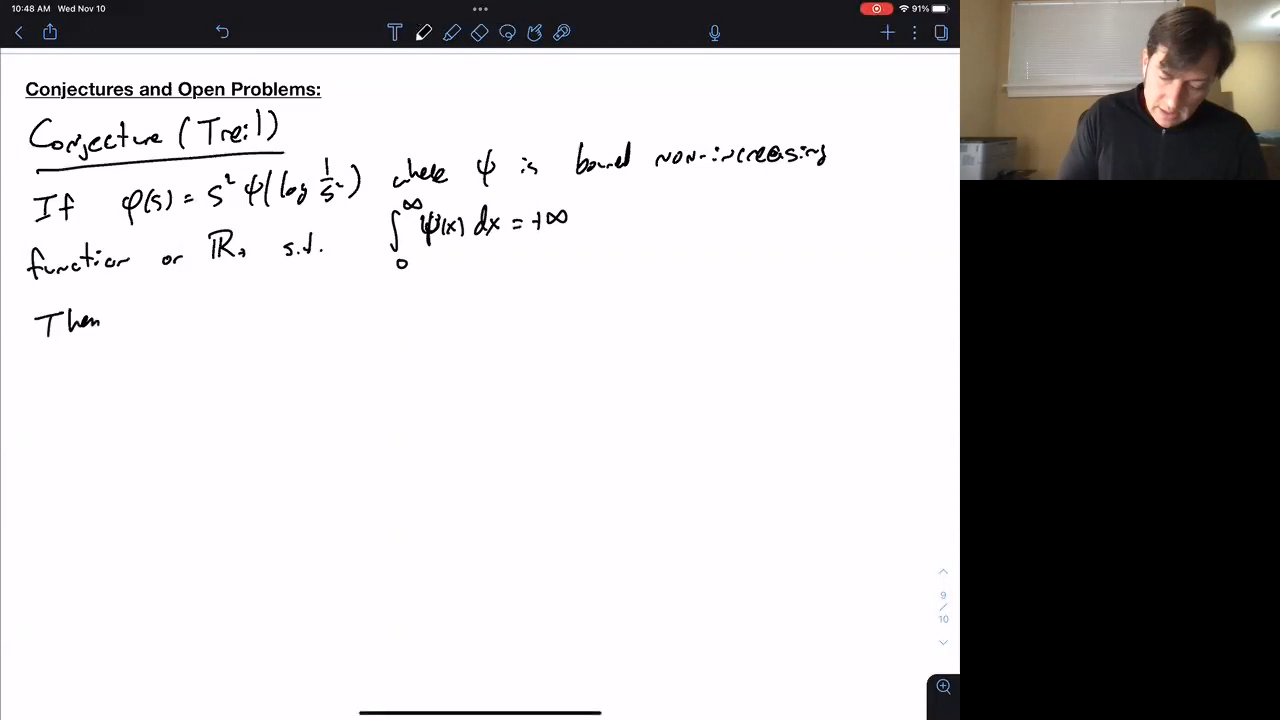 10:48 AM Wed Nov 10
91%
Conjectures and Open Problems:
Conjecture (Treil)
If φ(s) = s² ψ(log 1/s²) where ψ is bound non-increasing
function on ℝ₊ s.t. ∫₀^∞ ψ(x) dx = +∞
Then
9
/
10